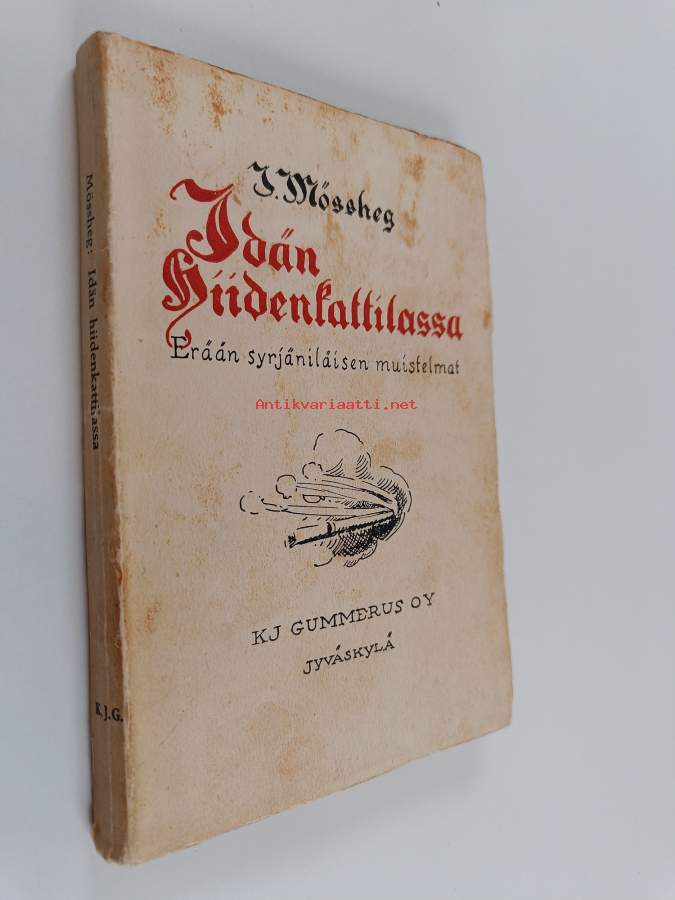 J. Mössheg
Idän
Hiidenkattilassa
Erään syrjäniläisen muistelmat
Antikvariaatti.net
KJ GUMMERUS OY
JYVÄSKYLÄ
Mössheg: Idän hiidenkattilassa
K.J.G.